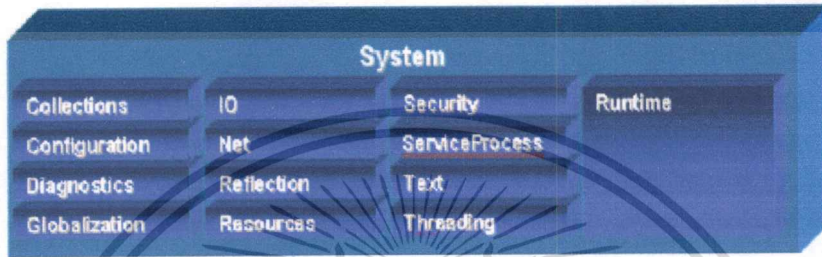 System
Collections IO Security Runtime
Configuration Net ServiceProcess
Diagnostics Reflection Text
Globalization Resources Threading